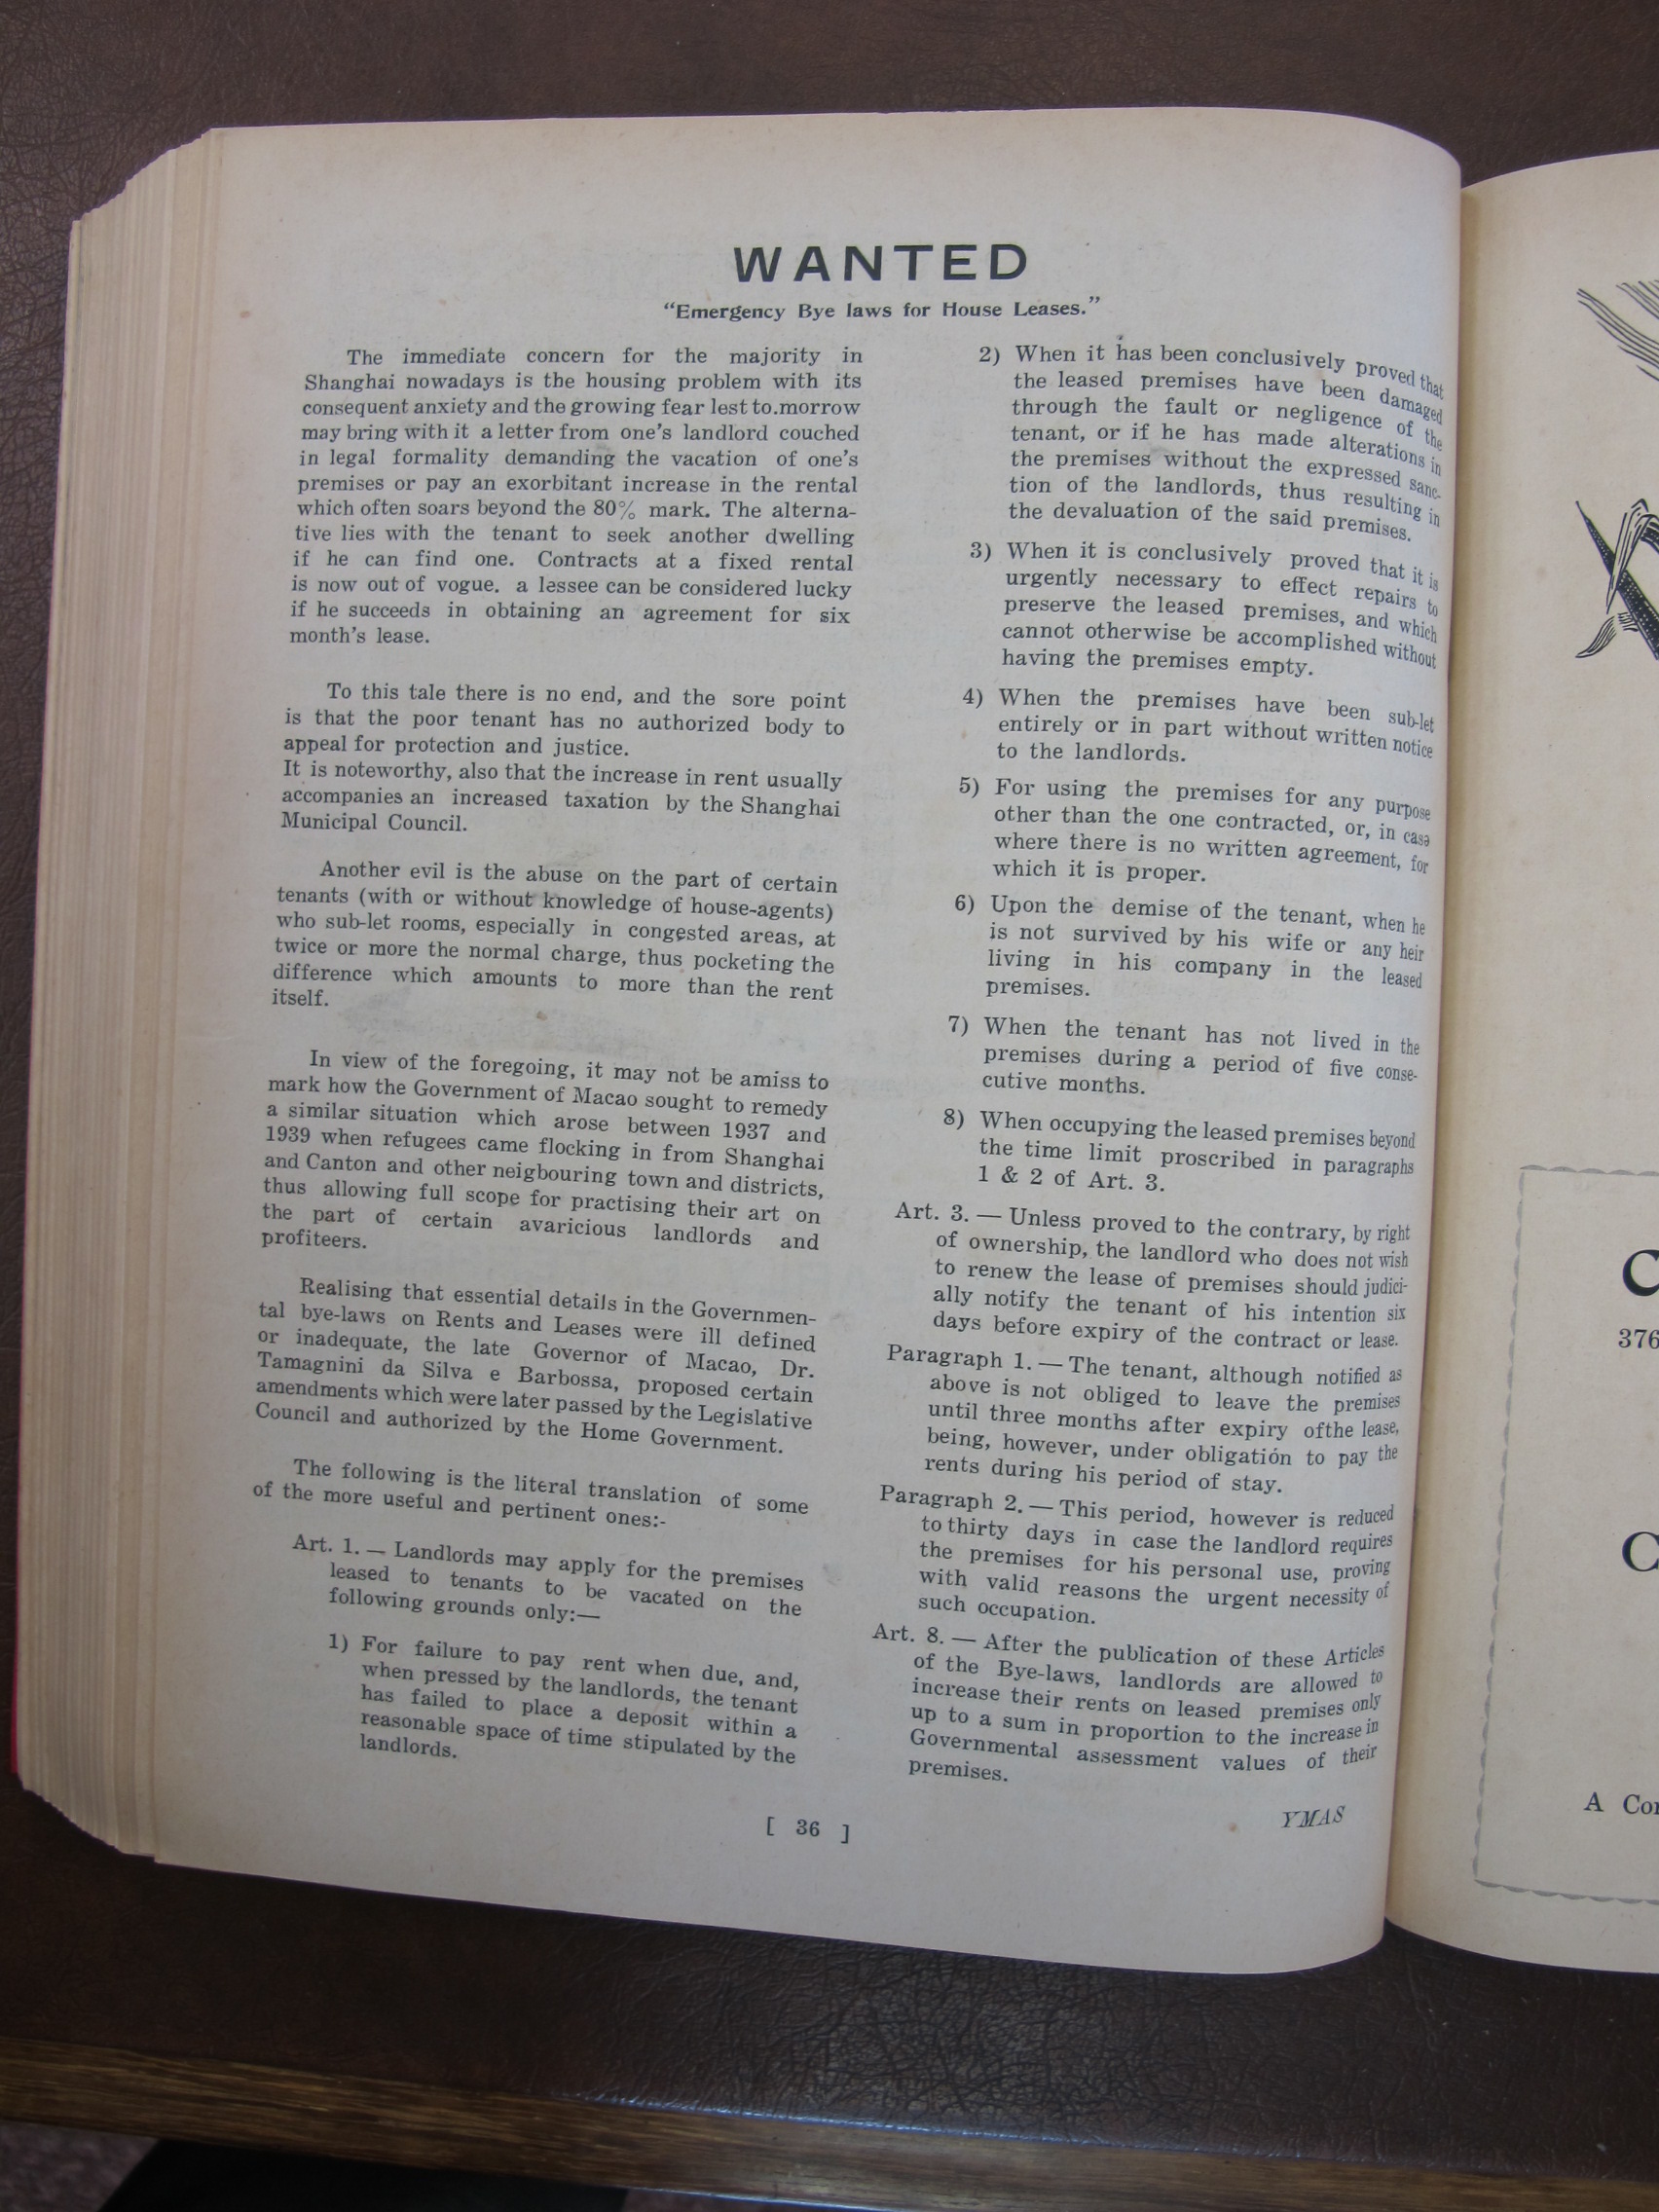 WANTED
“Emergency Bye laws for House Leases.”
The immediate concern for the majority in
Shanghai nowadays is the housing problem with its
consequent anxiety and the growing fear lest to.morrow
may bring with it a letter from one’s landlord couched
in legal formality demanding the vacation of one’s
premises or pay an exorbitant increase in the rental
which often soars beyond the 80% mark. The alterna-
tive lies with the tenant to seek another dwelling
if he can find one. Contracts at a fixed rental
is now out of vogue. a lessee can be considered lucky
if he succeeds in obtaining an agreement for six
month’s lease.
To this tale there is no end, and the sore point
is that the poor tenant has no authorized body to
appeal for protection and justice.
It is noteworthy, also that the increase in rent usually
accompanies an increased taxation by the Shanghai
Municipal Council.
Another evil is the abuse on the part of certain
tenants (with or without knowledge of house-agents)
who sub-let rooms, especially in congested areas, at
twice or more the normal charge, thus pocketing the
difference which amounts to more than the rent
itself.
In view of the foregoing, it may not be amiss to
mark how the Government of Macao sought to remedy
a similar situation which arose between 1937 and
1939 when refugees came flocking in from Shanghai
and Canton and other neigbouring town and districts,
thus allowing full scope for practising their art on
the part of certain avaricious landlords and
profiteers.
Realising that essential details in the Governmen-
tal bye-laws on Rents and Leases were ill defined
or inadequate, the late Governor of Macao, Dr.
Tamagnini da Silva e Barbossa, proposed certain
amendments which were later passed by the Legislative
Council and authorized by the Home Government.
The following is the literal translation of some
of the more useful and pertinent ones:-
Art. 1. — Landlords may apply for the premises
leased to tenants to be vacated on the
following grounds only:—
1) For failure to pay rent when due, and,
when pressed by the landlords, the tenant
has failed to place a deposit within a
reasonable space of time stipulated by the
landlords.
2) When it has been conclusively proved that
the leased premises have been damaged
through the fault or negligence of the
tenant, or if he has made alterations in
the premises without the expressed sanc-
tion of the landlords, thus resulting in
the devaluation of the said premises.
3) When it is conclusively proved that it is
urgently necessary to effect repairs to
preserve the leased premises, and which
cannot otherwise be accomplished without
having the premises empty.
4) When the premises have been sub-let
entirely or in part without written notice
to the landlords.
5) For using the premises for any purpose
other than the one contracted, or, in case
where there is no written agreement, for
which it is proper.
6) Upon the demise of the tenant, when he
is not survived by his wife or any heir
living in his company in the leased
premises.
7) When the tenant has not lived in the
premises during a period of five conse-
cutive months.
8) When occupying the leased premises beyond
the time limit proscribed in paragraphs
1 & 2 of Art. 3.
Art. 3. — Unless proved to the contrary, by right
of ownership, the landlord who does not wish
to renew the lease of premises should judici-
ally notify the tenant of his intention six
days before expiry of the contract or lease.
Paragraph 1. — The tenant, although notified as
above is not obliged to leave the premises
until three months after expiry ofthe lease,
being, however, under obligatión to pay the
rents during his period of stay.
Paragraph 2. — This period, however is reduced
to thirty days in case the landlord requires
the premises for his personal use, proving
with valid reasons the urgent necessity of
such occupation.
Art. 8. — After the publication of these Articles
of the Bye-laws, landlords are allowed to
increase their rents on leased premises only
up to a sum in proportion to the increase in
Governmental assessment values of their
premises.
YMAS
[ 36 ]
C
376
C
A Co